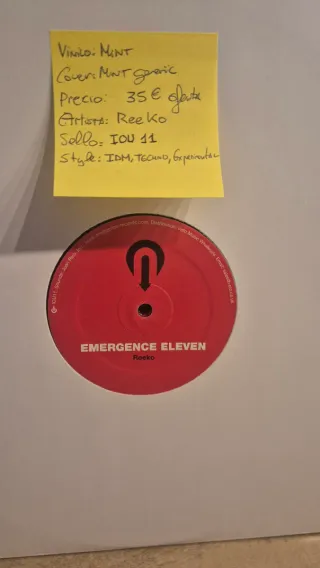 Vinilo: MINT
Cover: MINT generic
Precio: 35 € oferta
Artista: Reeko
Sello: IOU 11
Style: IDM, TECHNO, Experimental
EMERGENCE ELEVEN
Reeko